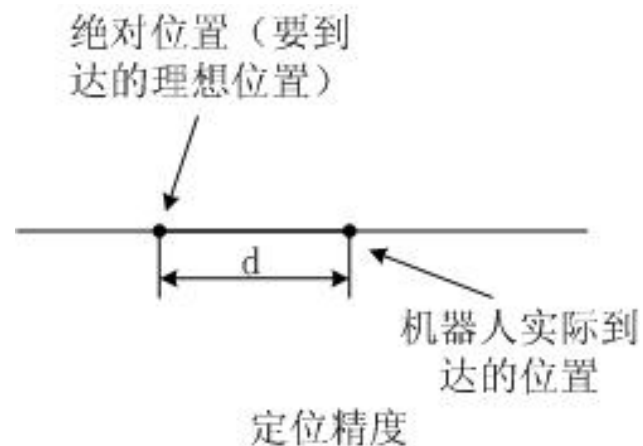 绝对位置（要到
达的理想位置）
d
机器人实际到
达的位置
定位精度